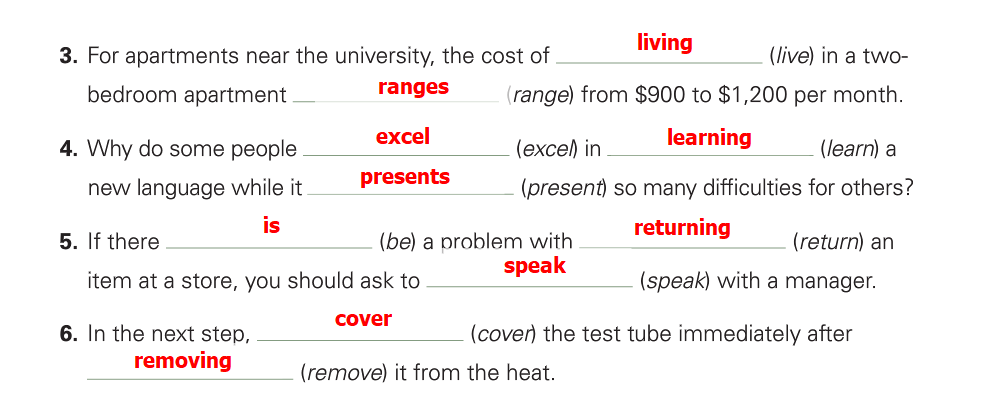 3. For apartments near the university, the cost of living (live) in a two-
bedroom apartment ranges (range) from $900 to $1,200 per month.
4. Why do some people excel (excel) in learning (learn) a
new language while it presents (present) so many difficulties for others?
5. If there is (be) a problem with returning (return) an
item at a store, you should ask to speak (speak) with a manager.
6. In the next step, cover (cover) the test tube immediately after
removing (remove) it from the heat.